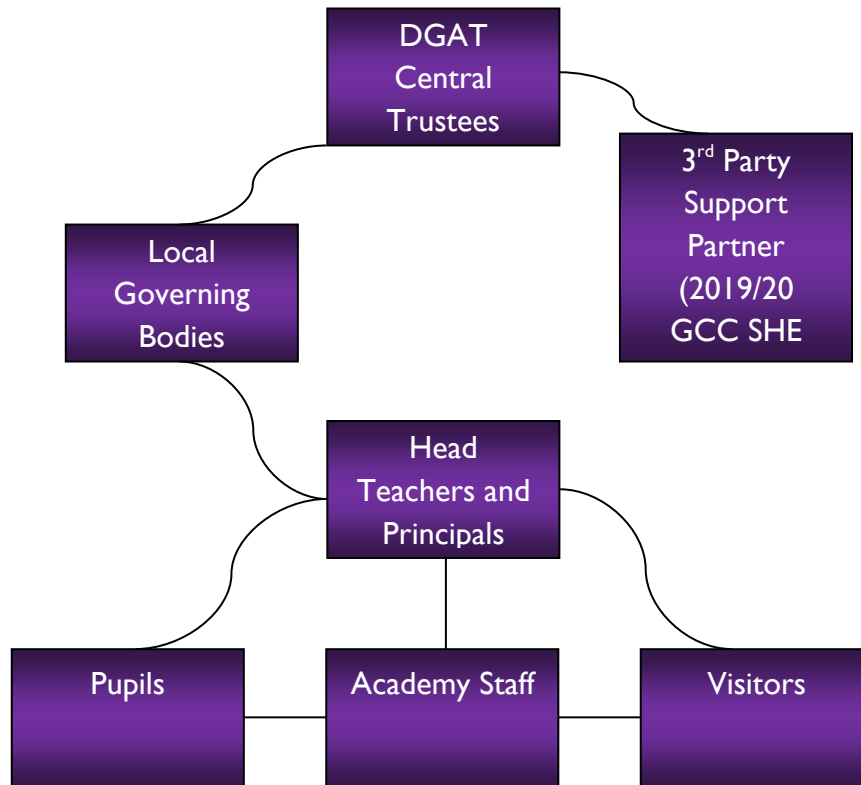 DGAT
Central
Trustees
3rd Party
Support
Partner
(2019/20
GCC SHE
Local
Governing
Bodies
Head
Teachers and
Principals
Pupils
Academy Staff
Visitors